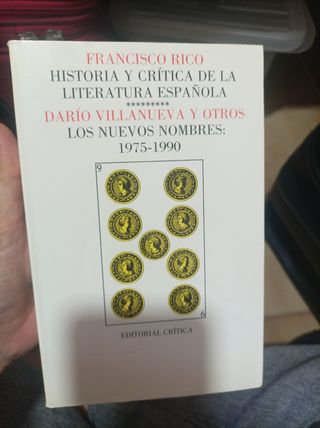 FRANCISCO RICO
HISTORIA Y CRÍTICA DE LA
LITERATURA ESPAÑOLA
*********
DARÍO VILLANUEVA Y OTROS
LOS NUEVOS NOMBRES:
1975-1990
9
9
EDITORIAL CRÍTICA